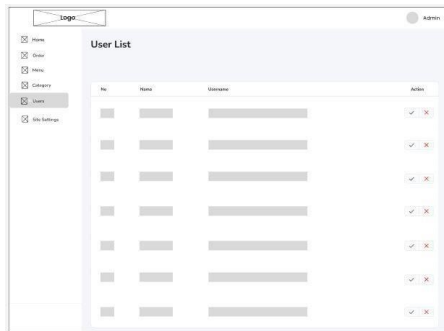 Logo
Admin
Home
Order
Menu
Category
Users
Site Settings
User List
No.
Name
Username
Action